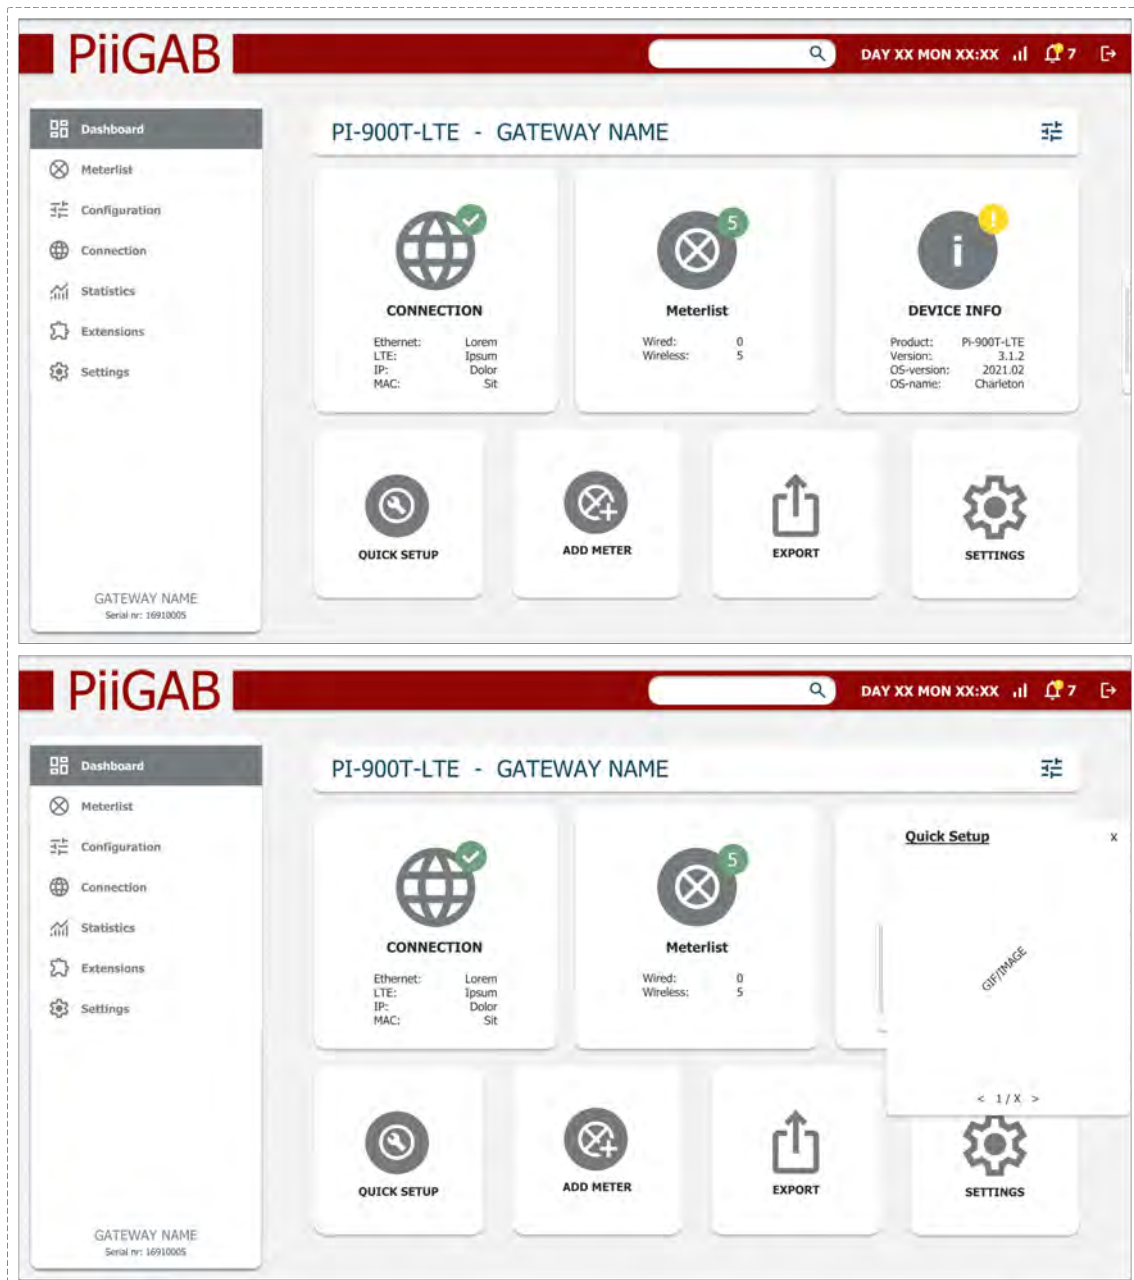 PiiGAB
DAY XX MON XX:XX 7
Dashboard
Meterlist
Configuration
Connection
Statistics
Extensions
Settings
GATEWAY NAME
Serial nr: 16910005
PI-900T-LTE - GATEWAY NAME
CONNECTION
Ethernet: Lorem
LTE: Ipsum
IP: Dolor
MAC: Sit
5
Meterlist
Wired: 0
Wireless: 5
i
!
DEVICE INFO
Product: Pi-900T-LTE
Version: 3.1.2
OS-version: 2021.02
OS-name: Charleton
QUICK SETUP
ADD METER
EXPORT
SETTINGS
PiiGAB
DAY XX MON XX:XX 7
Dashboard
Meterlist
Configuration
Connection
Statistics
Extensions
Settings
GATEWAY NAME
Serial nr: 16910005
PI-900T-LTE - GATEWAY NAME
CONNECTION
Ethernet: Lorem
LTE: Ipsum
IP: Dolor
MAC: Sit
5
Meterlist
Wired: 0
Wireless: 5
Quick Setup x
GIF/IMAGE
< 1/X >
QUICK SETUP
ADD METER
EXPORT
SETTINGS